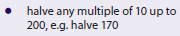 • halve any multiple of 10 up to
200, e.g. halve 170